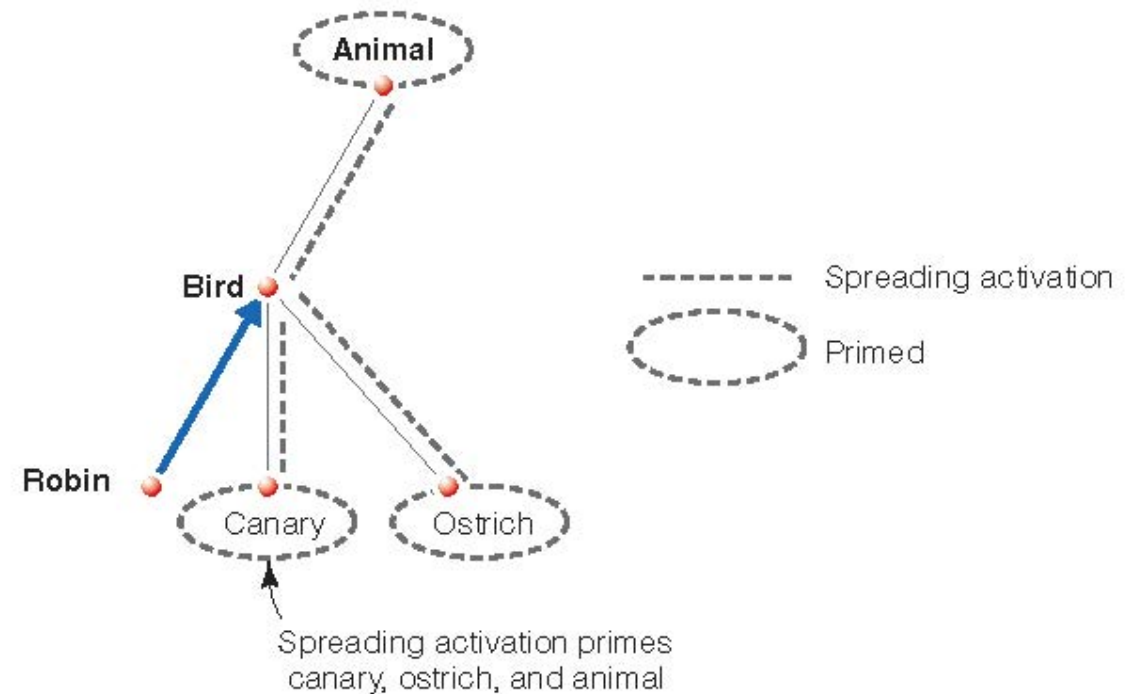 Animal
Bird
Spreading activation
Primed
Robin
Canary
Ostrich
Spreading activation primes
canary, ostrich, and animal